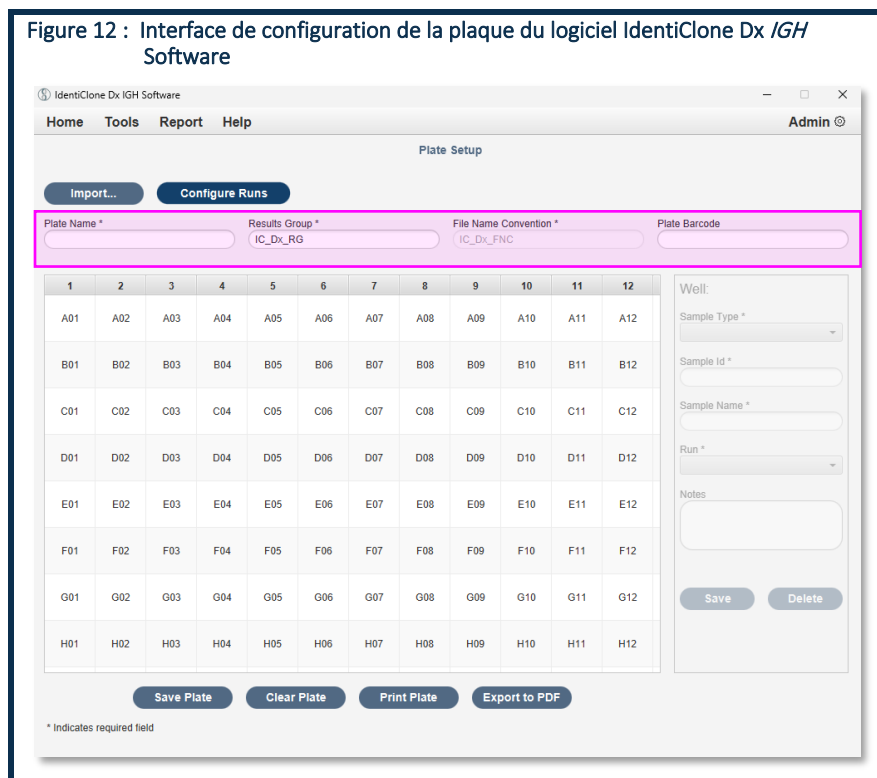 Figure 12 : Interface de configuration de la plaque du logiciel IdentiClone Dx IGH
Software
IdentiClone Dx IGH Software
Home Tools Report Help Admin
Plate Setup
Import... Configure Runs
Plate Name * Results Group * File Name Convention * Plate Barcode
IC_Dx_RG IC_Dx_FNC
1 2 3 4 5 6 7 8 9 10 11 12
A01 A02 A03 A04 A05 A06 A07 A08 A09 A10 A11 A12
B01 B02 B03 B04 B05 B06 B07 B08 B09 B10 B11 B12
C01 C02 C03 C04 C05 C06 C07 C08 C09 C10 C11 C12
D01 D02 D03 D04 D05 D06 D07 D08 D09 D10 D11 D12
E01 E02 E03 E04 E05 E06 E07 E08 E09 E10 E11 E12
F01 F02 F03 F04 F05 F06 F07 F08 F09 F10 F11 F12
G01 G02 G03 G04 G05 G06 G07 G08 G09 G10 G11 G12
H01 H02 H03 H04 H05 H06 H07 H08 H09 H10 H11 H12
Well:
Sample Type *
Sample Id *
Sample Name *
Run *
Notes
Save Delete
Save Plate Clear Plate Print Plate Export to PDF
* Indicates required field